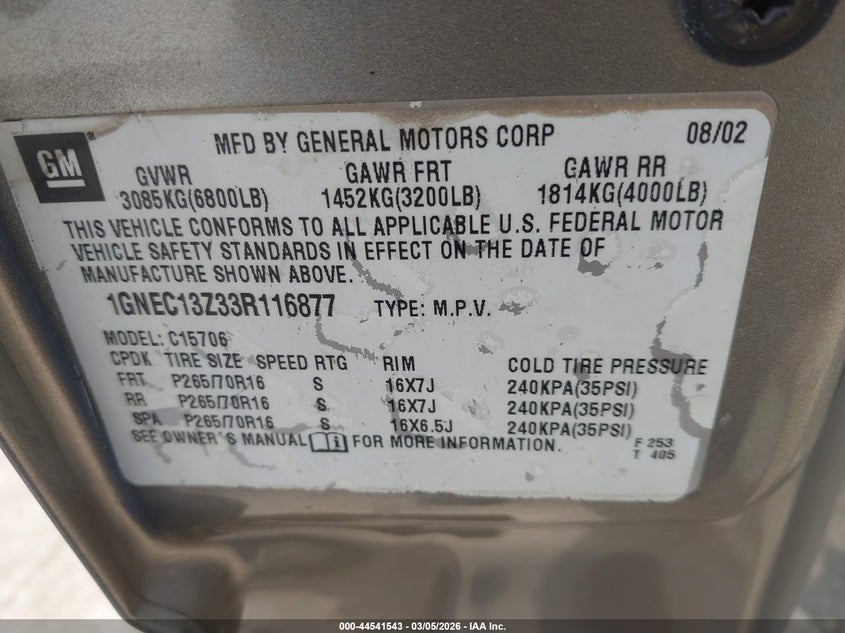 GM ® MFD BY GENERAL MOTORS CORP 08/02
GVWR GAWR FRT GAWR RR
3085KG(6800LB) 1452KG(3200LB) 1814KG(4000LB)
THIS VEHICLE CONFORMS TO ALL APPLICABLE U.S. FEDERAL MOTOR
VEHICLE SAFETY STANDARDS IN EFFECT ON THE DATE OF
MANUFACTURE SHOWN ABOVE.
1GNEC13Z33R116877 TYPE: M.P.V.
MODEL: C15706
CPDK TIRE SIZE SPEED RTG RIM COLD TIRE PRESSURE
FRT P265/70R16 S 16X7J 240KPA(35PSI)
RR P265/70R16 S 16X7J 240KPA(35PSI)
SPA P265/70R16 S 16X6.5J 240KPA(35PSI)
SEE OWNER'S MANUAL FOR MORE INFORMATION. F 253
T 405
000-44541543 — 03/05/2026 — IAA Inc.